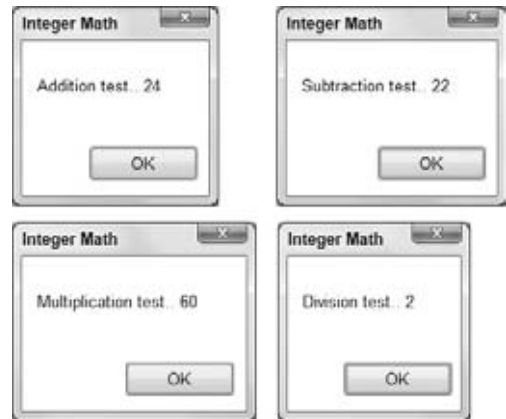 Integer Math
Addition test.. 24
OK
Integer Math
Subtraction test.. 22
OK
Integer Math
Multiplication test.. 60
OK
Integer Math
Division test.. 2
OK